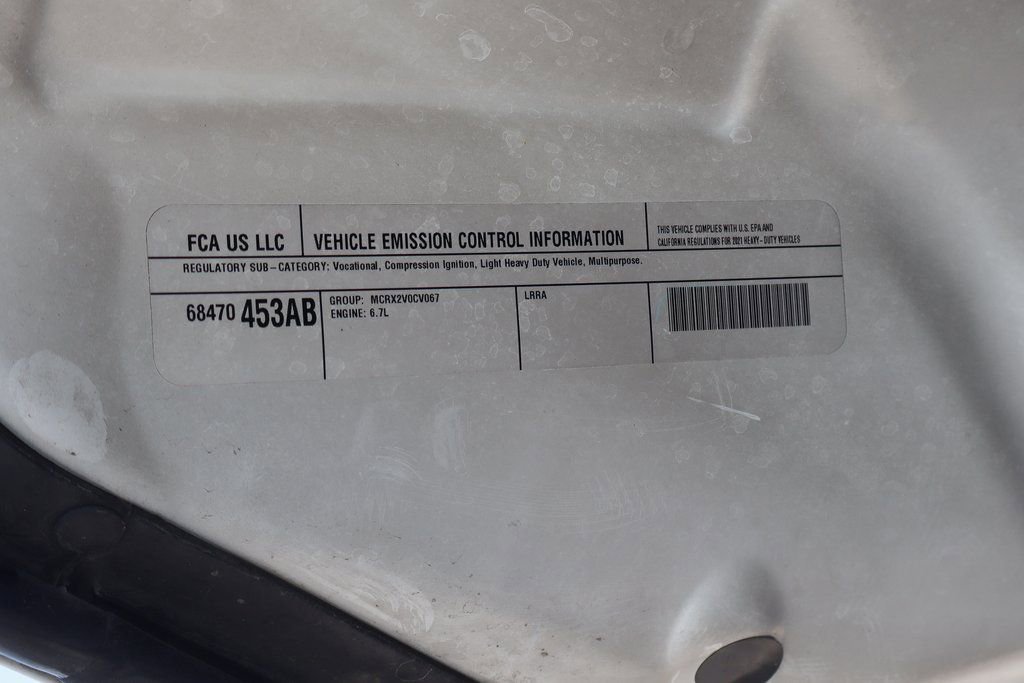 FCA US LLC
VEHICLE EMISSION CONTROL INFORMATION
THIS VEHICLE COMPLIES WITH U.S. EPA AND
CALIFORNIA REGULATIONS FOR 2021 HEAVY-DUTY VEHICLES
REGULATORY SUB-CATEGORY: Vocational, Compression Ignition, Light Heavy Duty Vehicle, Multipurpose.
68470 453AB
GROUP: MCRX2V0CV067
ENGINE: 6.7L
LRRA